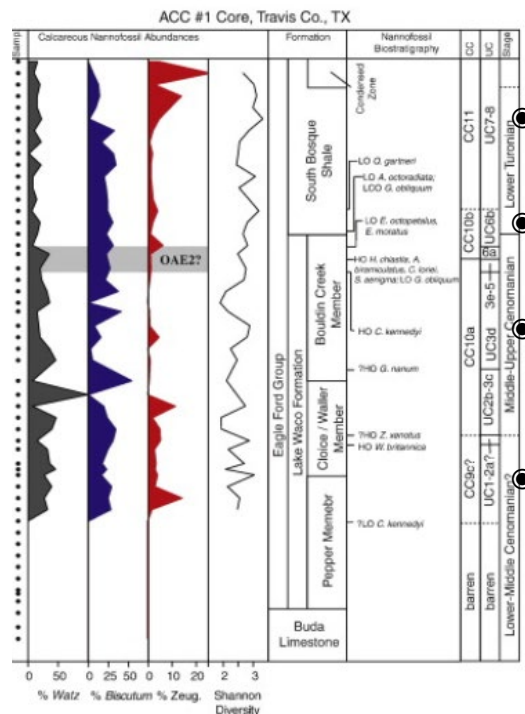 ACC #1 Core, Travis Co., TX
Samp.
Calcareous Nannofossil Abundances
Formation
Nannofossil
Biostratigraphy
CC
UC
Stage
Condensed
Zone
South Bosque
Shale
LO Q. gartneri
LO A. octoradiata;
LCO G. obliquum
LO E. octopetalus,
E. moratus
OAE2?
HO H. chiastia, A.
biramculatus, C. ionei,
S. aenigma; LO G. obliquum
Bouldin Creek
Member
HO C. kennedyi
?HO G. nanum
Cloice / Waller
Member
?HO Z. xenotus
HO W. britannica
Pepper Memebr
?LO C. kennedyi
Eagle Ford Group
Lake Waco Formation
Buda
Limestone
CC11
CC10b
CC10a
CC9c?
barren
UC7-8
UC6b
6a
3e-5
UC3d
UC2b-3c
UC1-2a?
barren
Lower Turonian
Middle-Upper Cenomanian
Lower-Middle Cenomanian?
0 50
0 25 50
0 10 20
2 3
% Watz
% Biscutum
% Zeug.
Shannon
Diversity